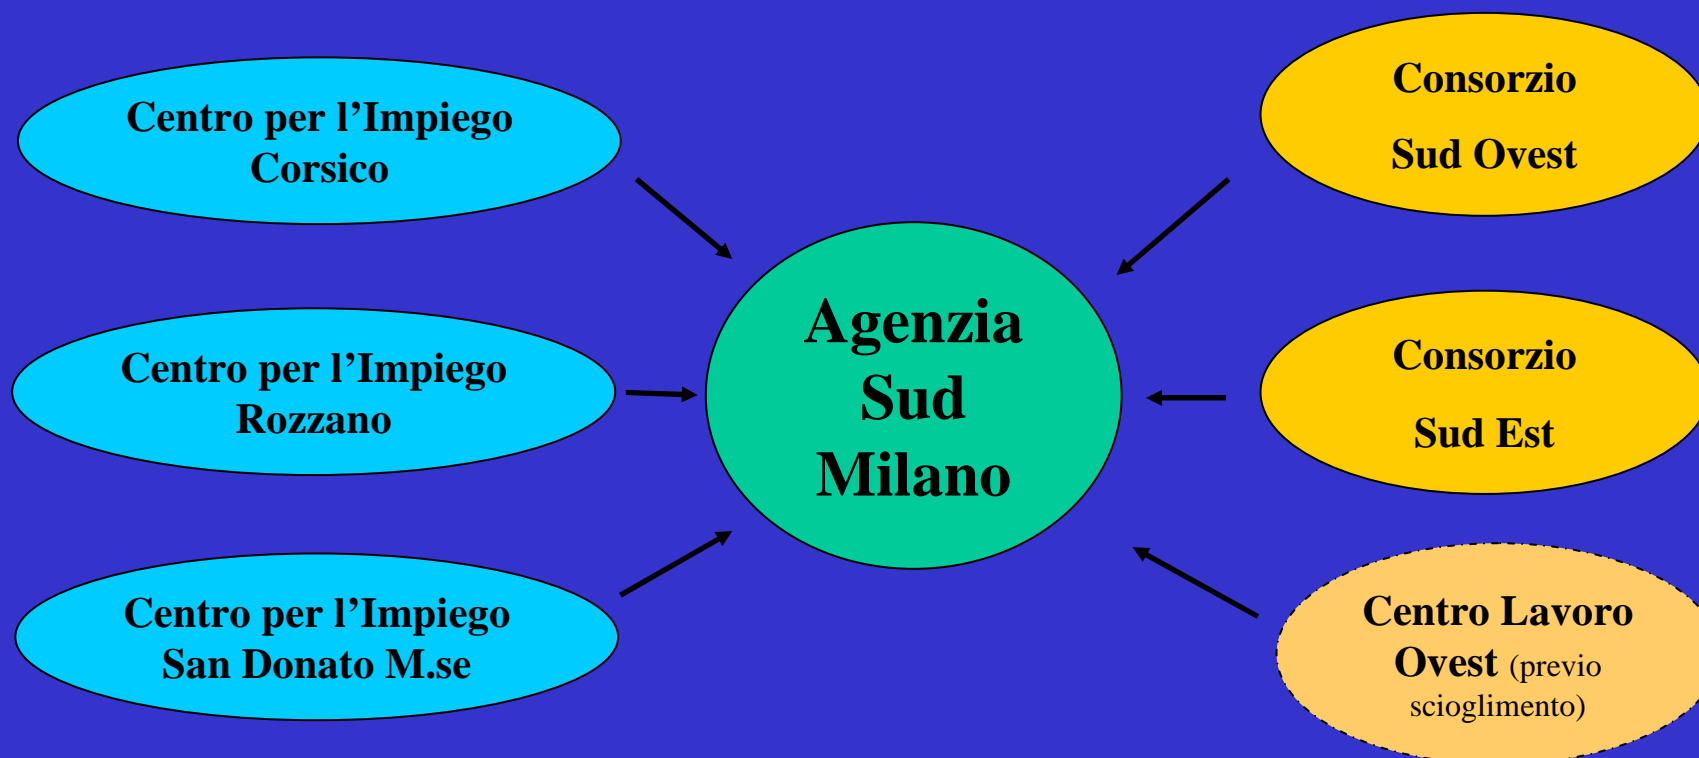 Centro per l’Impiego
Corsico
Centro per l’Impiego
Rozzano
Centro per l’Impiego
San Donato M.se
Agenzia
Sud
Milano
Consorzio
Sud Ovest
Consorzio
Sud Est
Centro Lavoro
Ovest (previo
scioglimento)